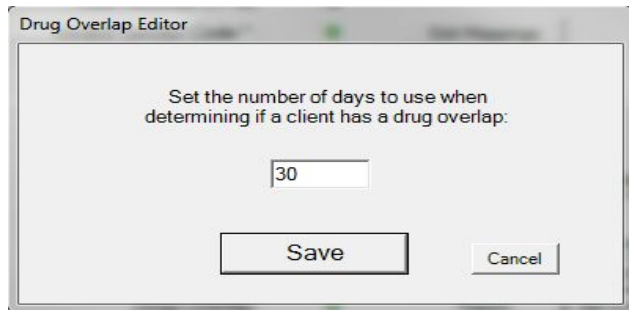 Drug Overlap Editor
Set the number of days to use when
determining if a client has a drug overlap:
30
Save
Cancel